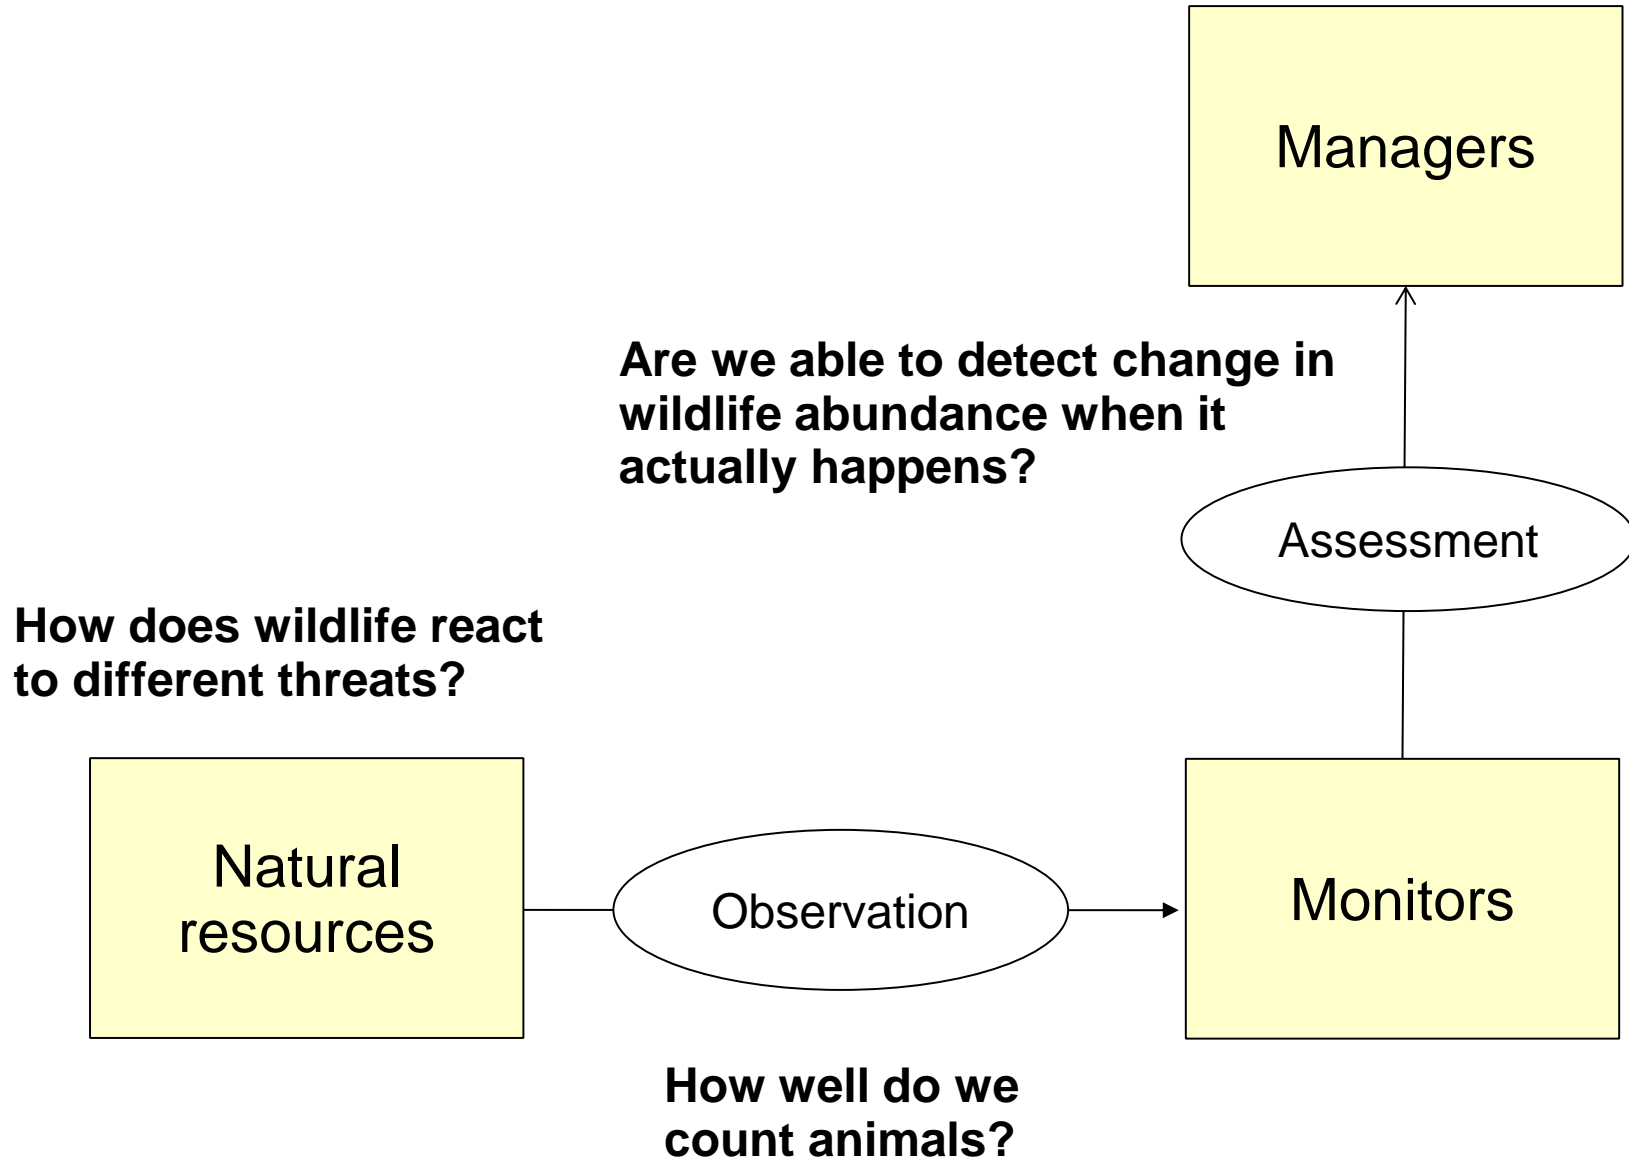 Managers
Are we able to detect change in
wildlife abundance when it
actually happens?
Assessment
How does wildlife react
to different threats?
Natural
resources
Observation
Monitors
How well do we
count animals?